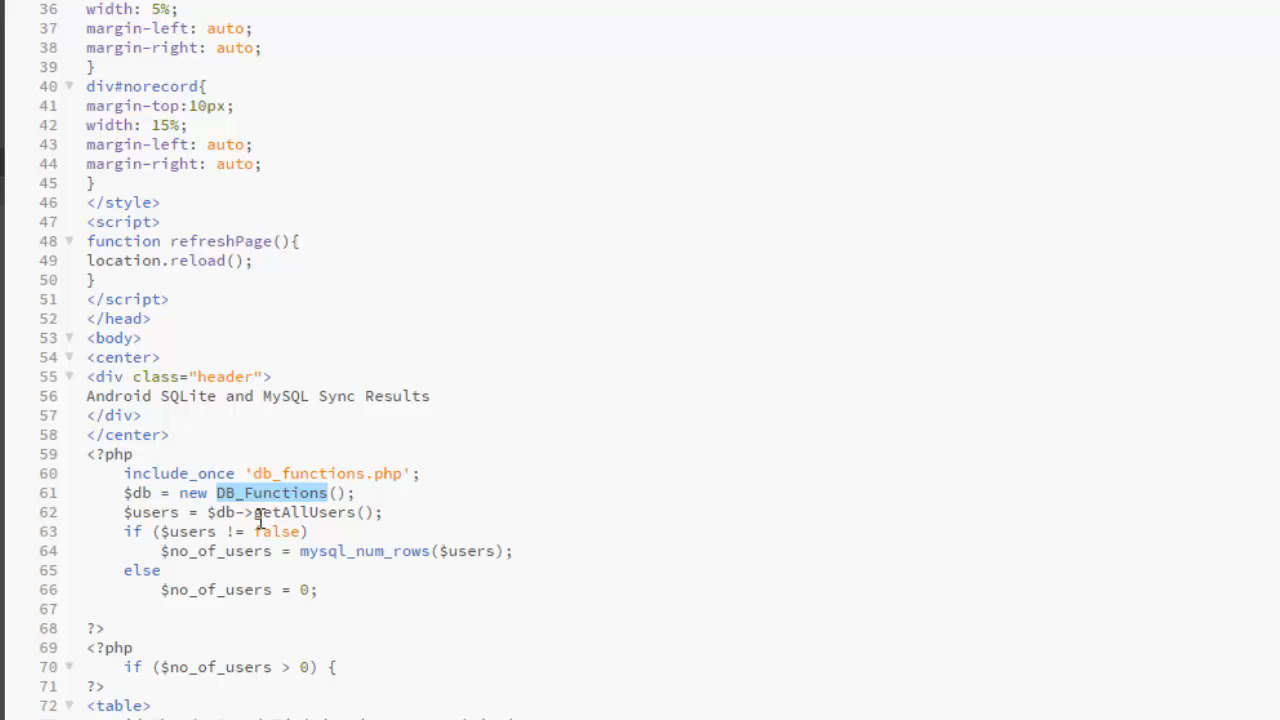 36 width: 5%;
37 margin-left: auto;
38 margin-right: auto;
39 }
40 div#norecord{
41 margin-top:10px;
42 width: 15%;
43 margin-left: auto;
44 margin-right: auto;
45 }
46 </style>
47 <script>
48 function refreshPage(){
49 location.reload();
50 }
51 </script>
52 </head>
53 <body>
54 <center>
55 <div class="header">
56 Android SQLite and MySQL Sync Results
57 </div>
58 </center>
59 <?php
60 include_once 'db_functions.php';
61 $db = new DB_Functions();
62 $users = $db->getAllUsers();
63 if ($users != false)
64 $no_of_users = mysql_num_rows($users);
65 else
66 $no_of_users = 0;
67
68 ?>
69 <?php
70 if ($no_of_users > 0) {
71 ?>
72 <table>